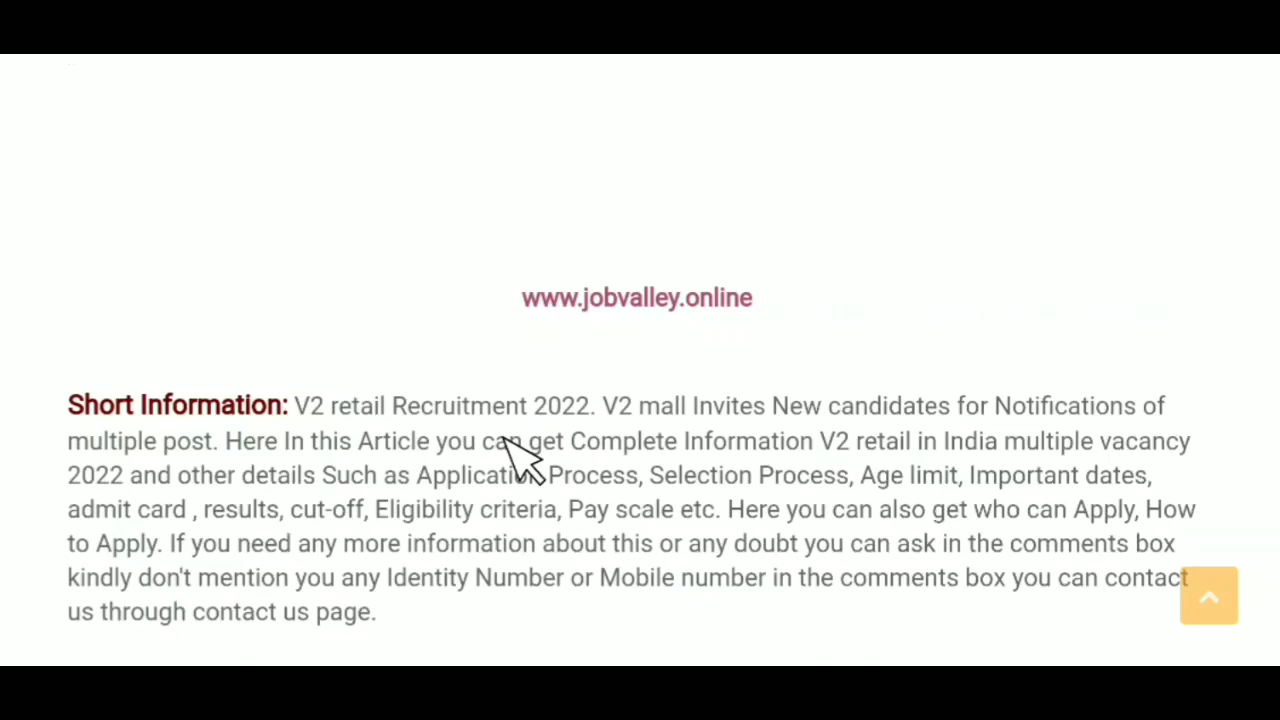 www.jobvalley.online
Short Information: V2 retail Recruitment 2022. V2 mall Invites New candidates for Notifications of
multiple post. Here In this Article you can get Complete Information V2 retail in India multiple vacancy
2022 and other details Such as Application Process, Selection Process, Age limit, Important dates,
admit card , results, cut-off, Eligibility criteria, Pay scale etc. Here you can also get who can Apply, How
to Apply. If you need any more information about this or any doubt you can ask in the comments box
kindly don't mention you any Identity Number or Mobile number in the comments box you can contact
us through contact us page.